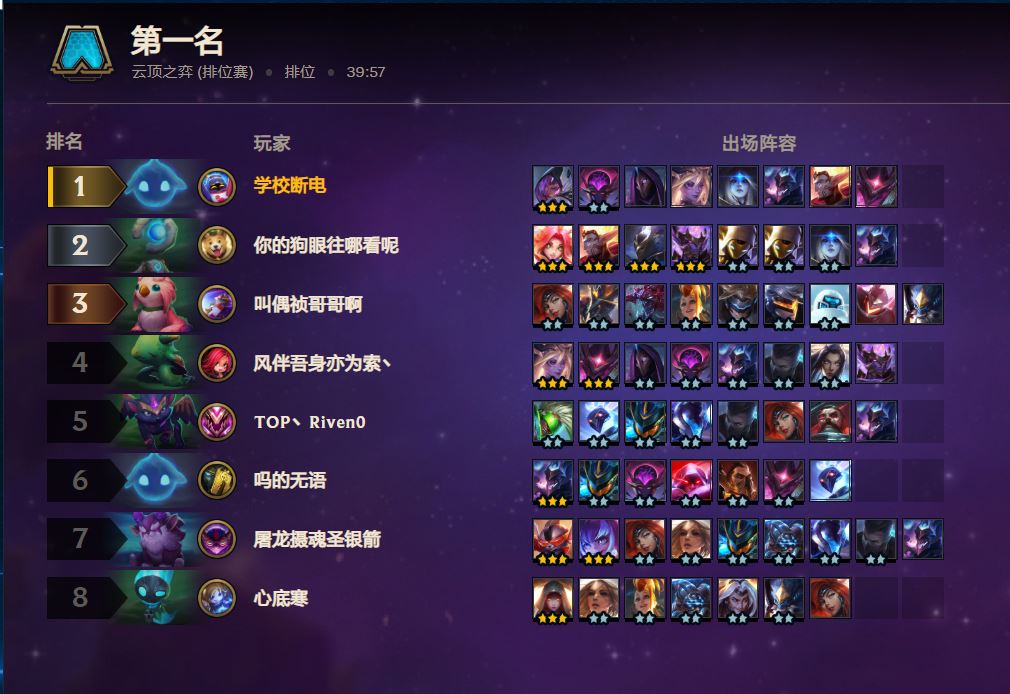 第一名
云顶之弈 (排位赛) ● 排位 ● 39:57
排名 玩家 出场阵容
1 学校断电
2 你的狗眼往哪看呢
3 叫偶祯哥哥啊
4 风伴吾身亦为索丶
5 TOP丶Riven0
6 吗的无语
7 屠龙摄魂圣银箭
8 心底寒